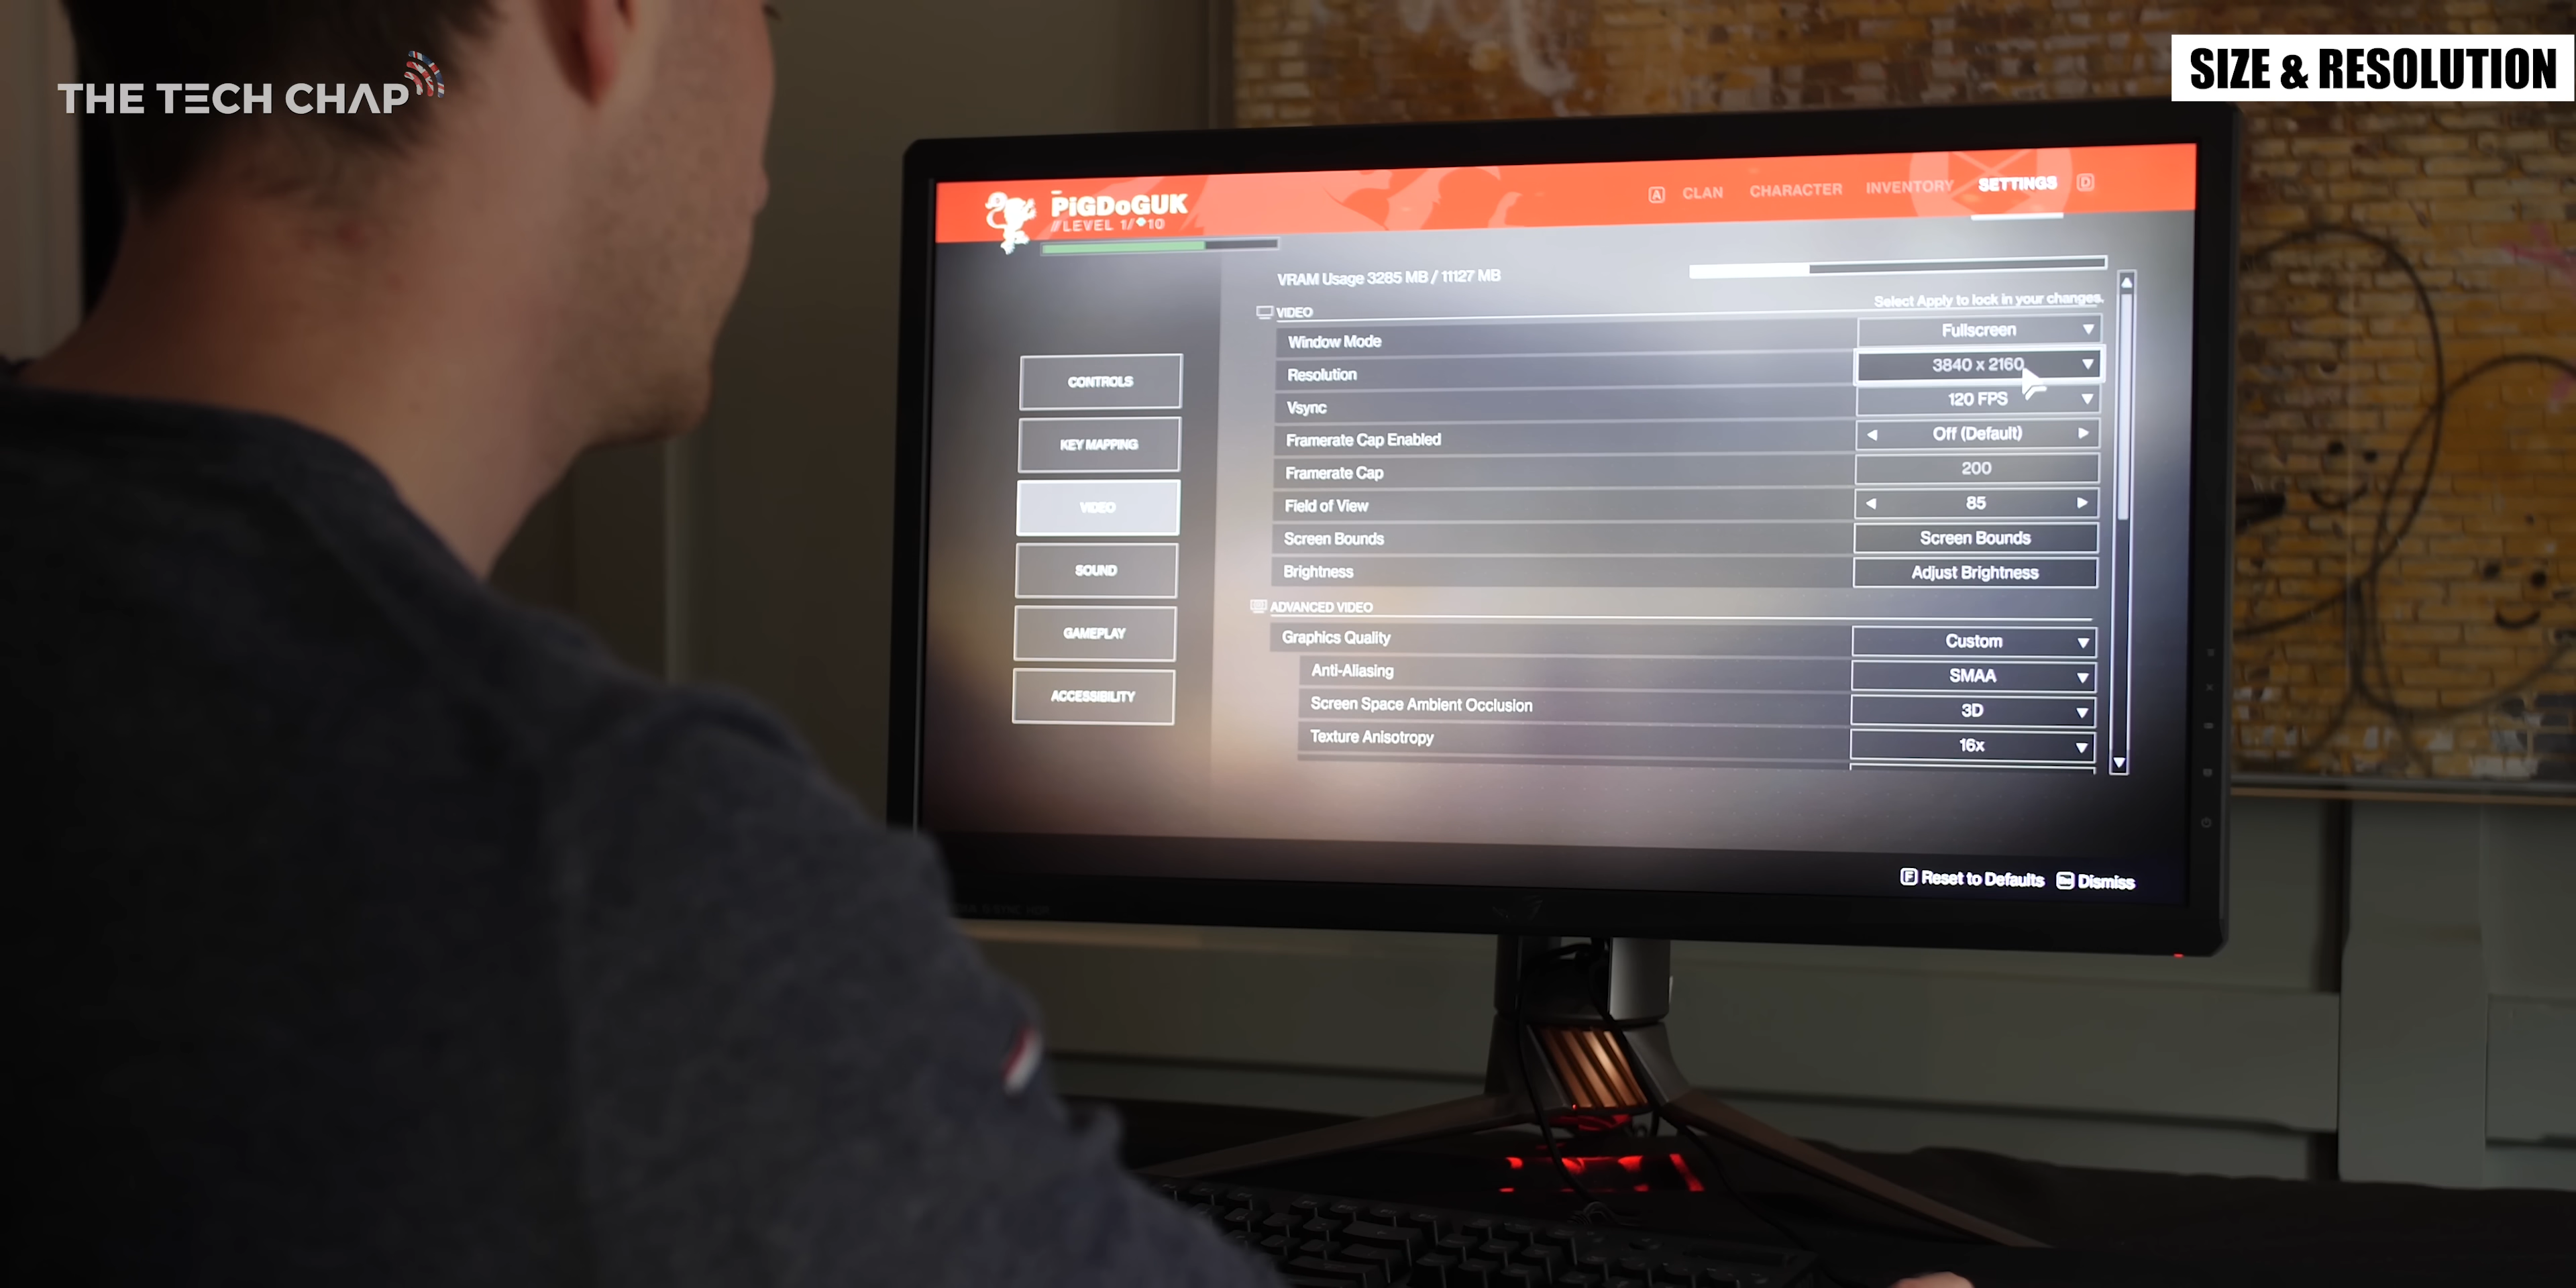 THE TECH CHAP
SIZE & RESOLUTION
PiGDoGUK
//LEVEL 1/ 10
A CLAN CHARACTER INVENTORY SETTINGS D
VRAM Usage 3285 MB / 11127 MB
Select Apply to lock in your changes.
VIDEO
Window Mode Fullscreen
Resolution 3840 x 2160
Vsync 120 FPS
Framerate Cap Enabled Off (Default)
Framerate Cap 200
Field of View 85
Screen Bounds Screen Bounds
Brightness Adjust Brightness
ADVANCED VIDEO
Graphics Quality Custom
Anti-Aliasing SMAA
Screen Space Ambient Occlusion 3D
Texture Anisotropy 16x
CONTROLS
KEY MAPPING
VIDEO
SOUND
GAMEPLAY
ACCESSIBILITY
F Reset to Defaults Dismiss